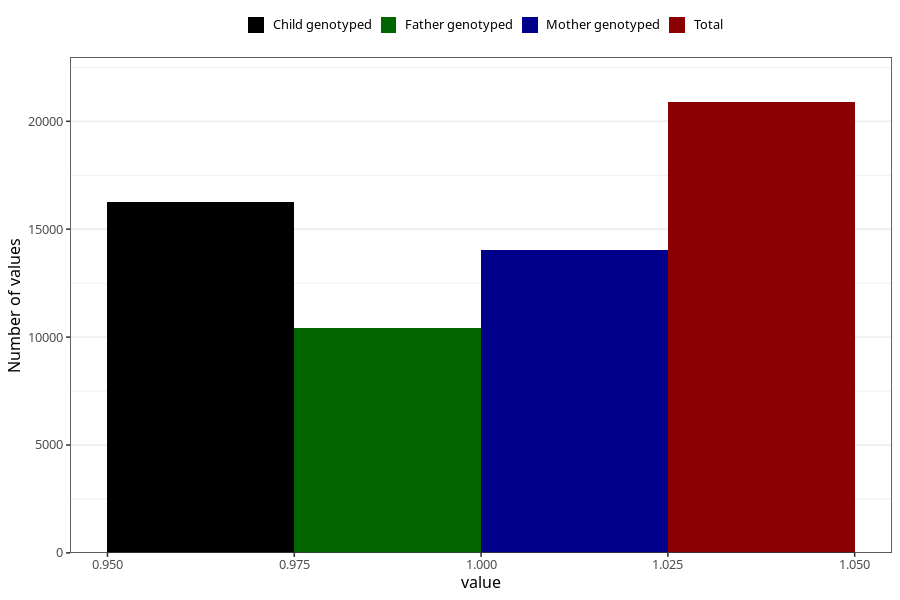 Child genotyped Father genotyped Mother genotyped Total
Number of values
20000
15000
10000
5000
0
0.950 0.975 1.000 1.025 1.050
value